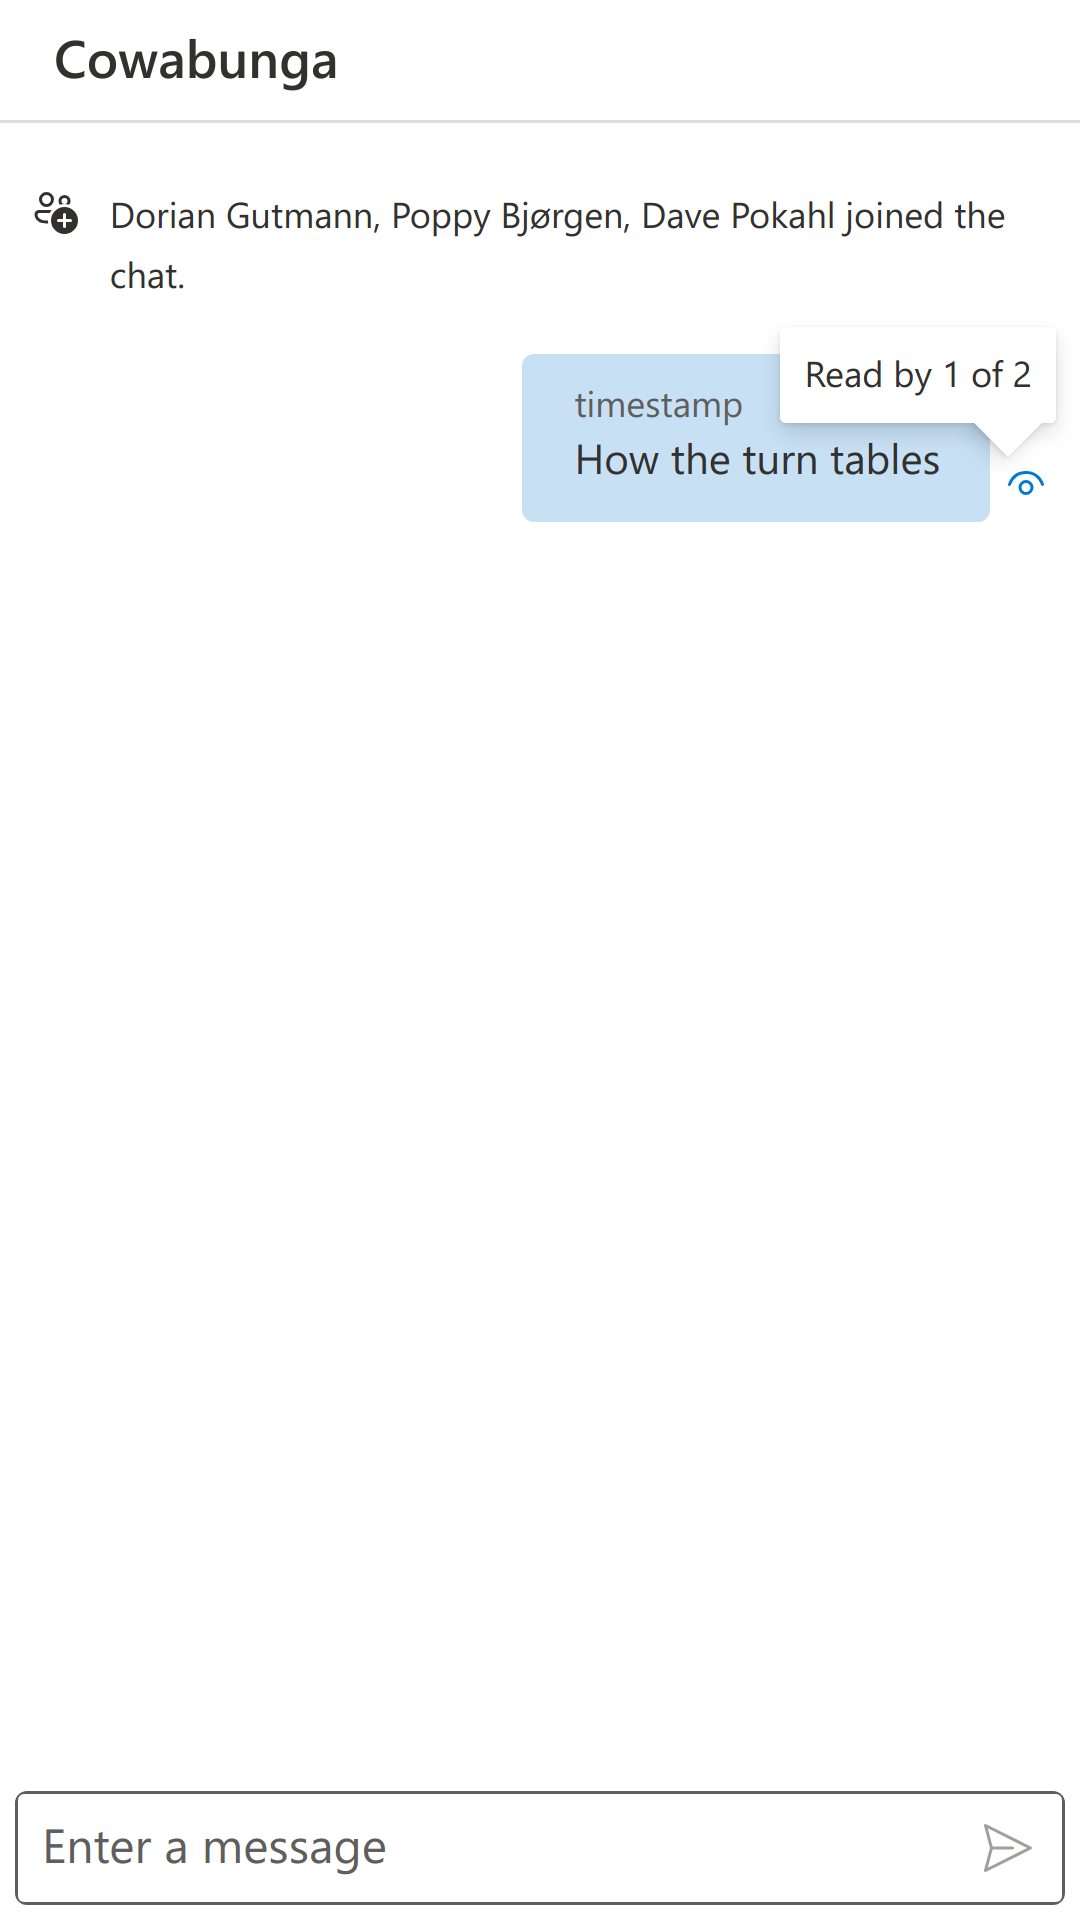 Cowabunga
Dorian Gutmann, Poppy Bjørgen, Dave Pokahl joined the
chat.
Read by 1 of 2
timestamp
How the turn tables
Enter a message